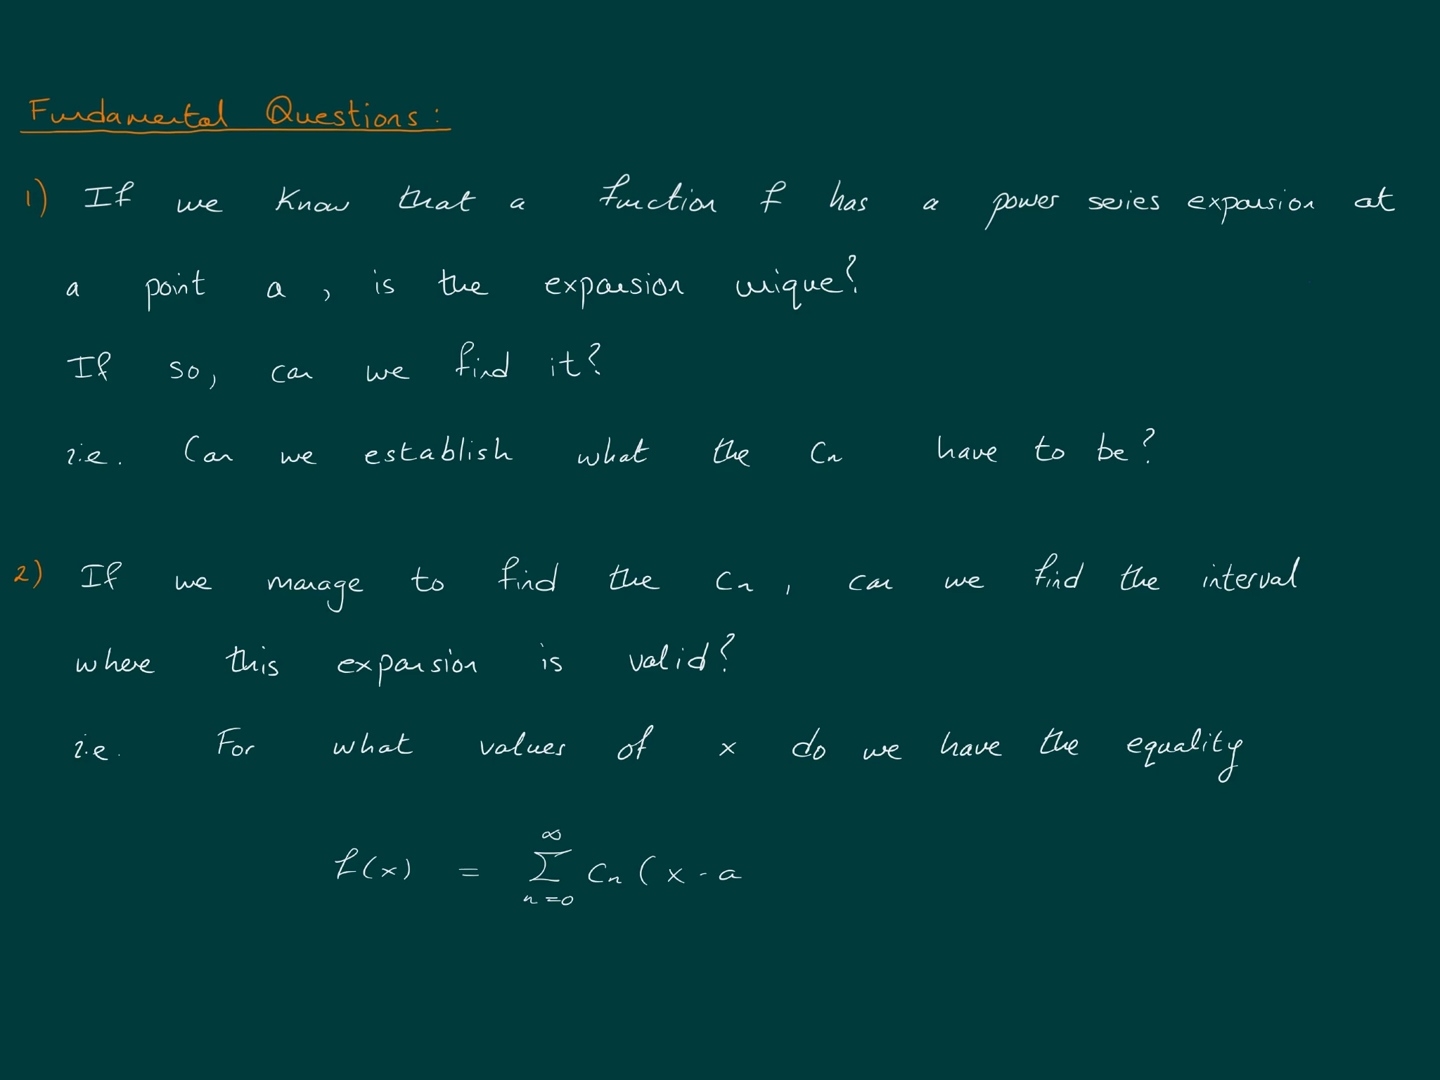 Fundamental Questions:
1) If we know that a function f has a power series expansion at
a point a, is the expansion unique?
If so, can we find it?
i.e. Can we establish what the Cn have to be?
2) If we manage to find the Cn, can we find the interval
where this expansion is valid?
i.e. For what values of x do we have the equality
f(x) = ∑_{n=0}^{∞} Cn (x - a